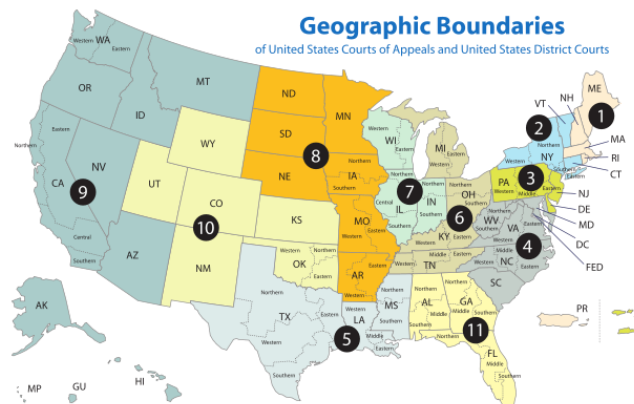 Geographic Boundaries
of United States Courts of Appeals and United States District Courts
WA
Western
Eastern
OR
MT
ID
Northern
Eastern
CA
NV
9
Central
Southern
AZ
WY
UT
CO
10
NM
KS
OK
Western
Northern
Eastern
ND
SD
NE
MN
8
IA
Northern
Southern
MO
Western
Eastern
AR
Western
Eastern
WI
Western
Eastern
7
IL
Northern
Central
Southern
IN
Northern
Southern
MI
Western
Eastern
OH
Northern
Southern
6
KY
Western
Eastern
TN
Western
Middle
Eastern
TX
Northern
Western
Eastern
Southern
5
LA
Western
Middle
Eastern
MS
Northern
Southern
AL
Northern
Middle
Southern
GA
Northern
Middle
Southern
11
FL
Northern
Middle
Southern
WV
Northern
Southern
VA
Western
Eastern
4
NC
Western
Middle
Eastern
SC
PA
Western
Middle
Eastern
3
NY
Western
Northern
Southern
Eastern
2
VT
NH
ME
1
MA
RI
CT
NJ
DE
MD
DC
FED
PR
AK
HI
MP
GU